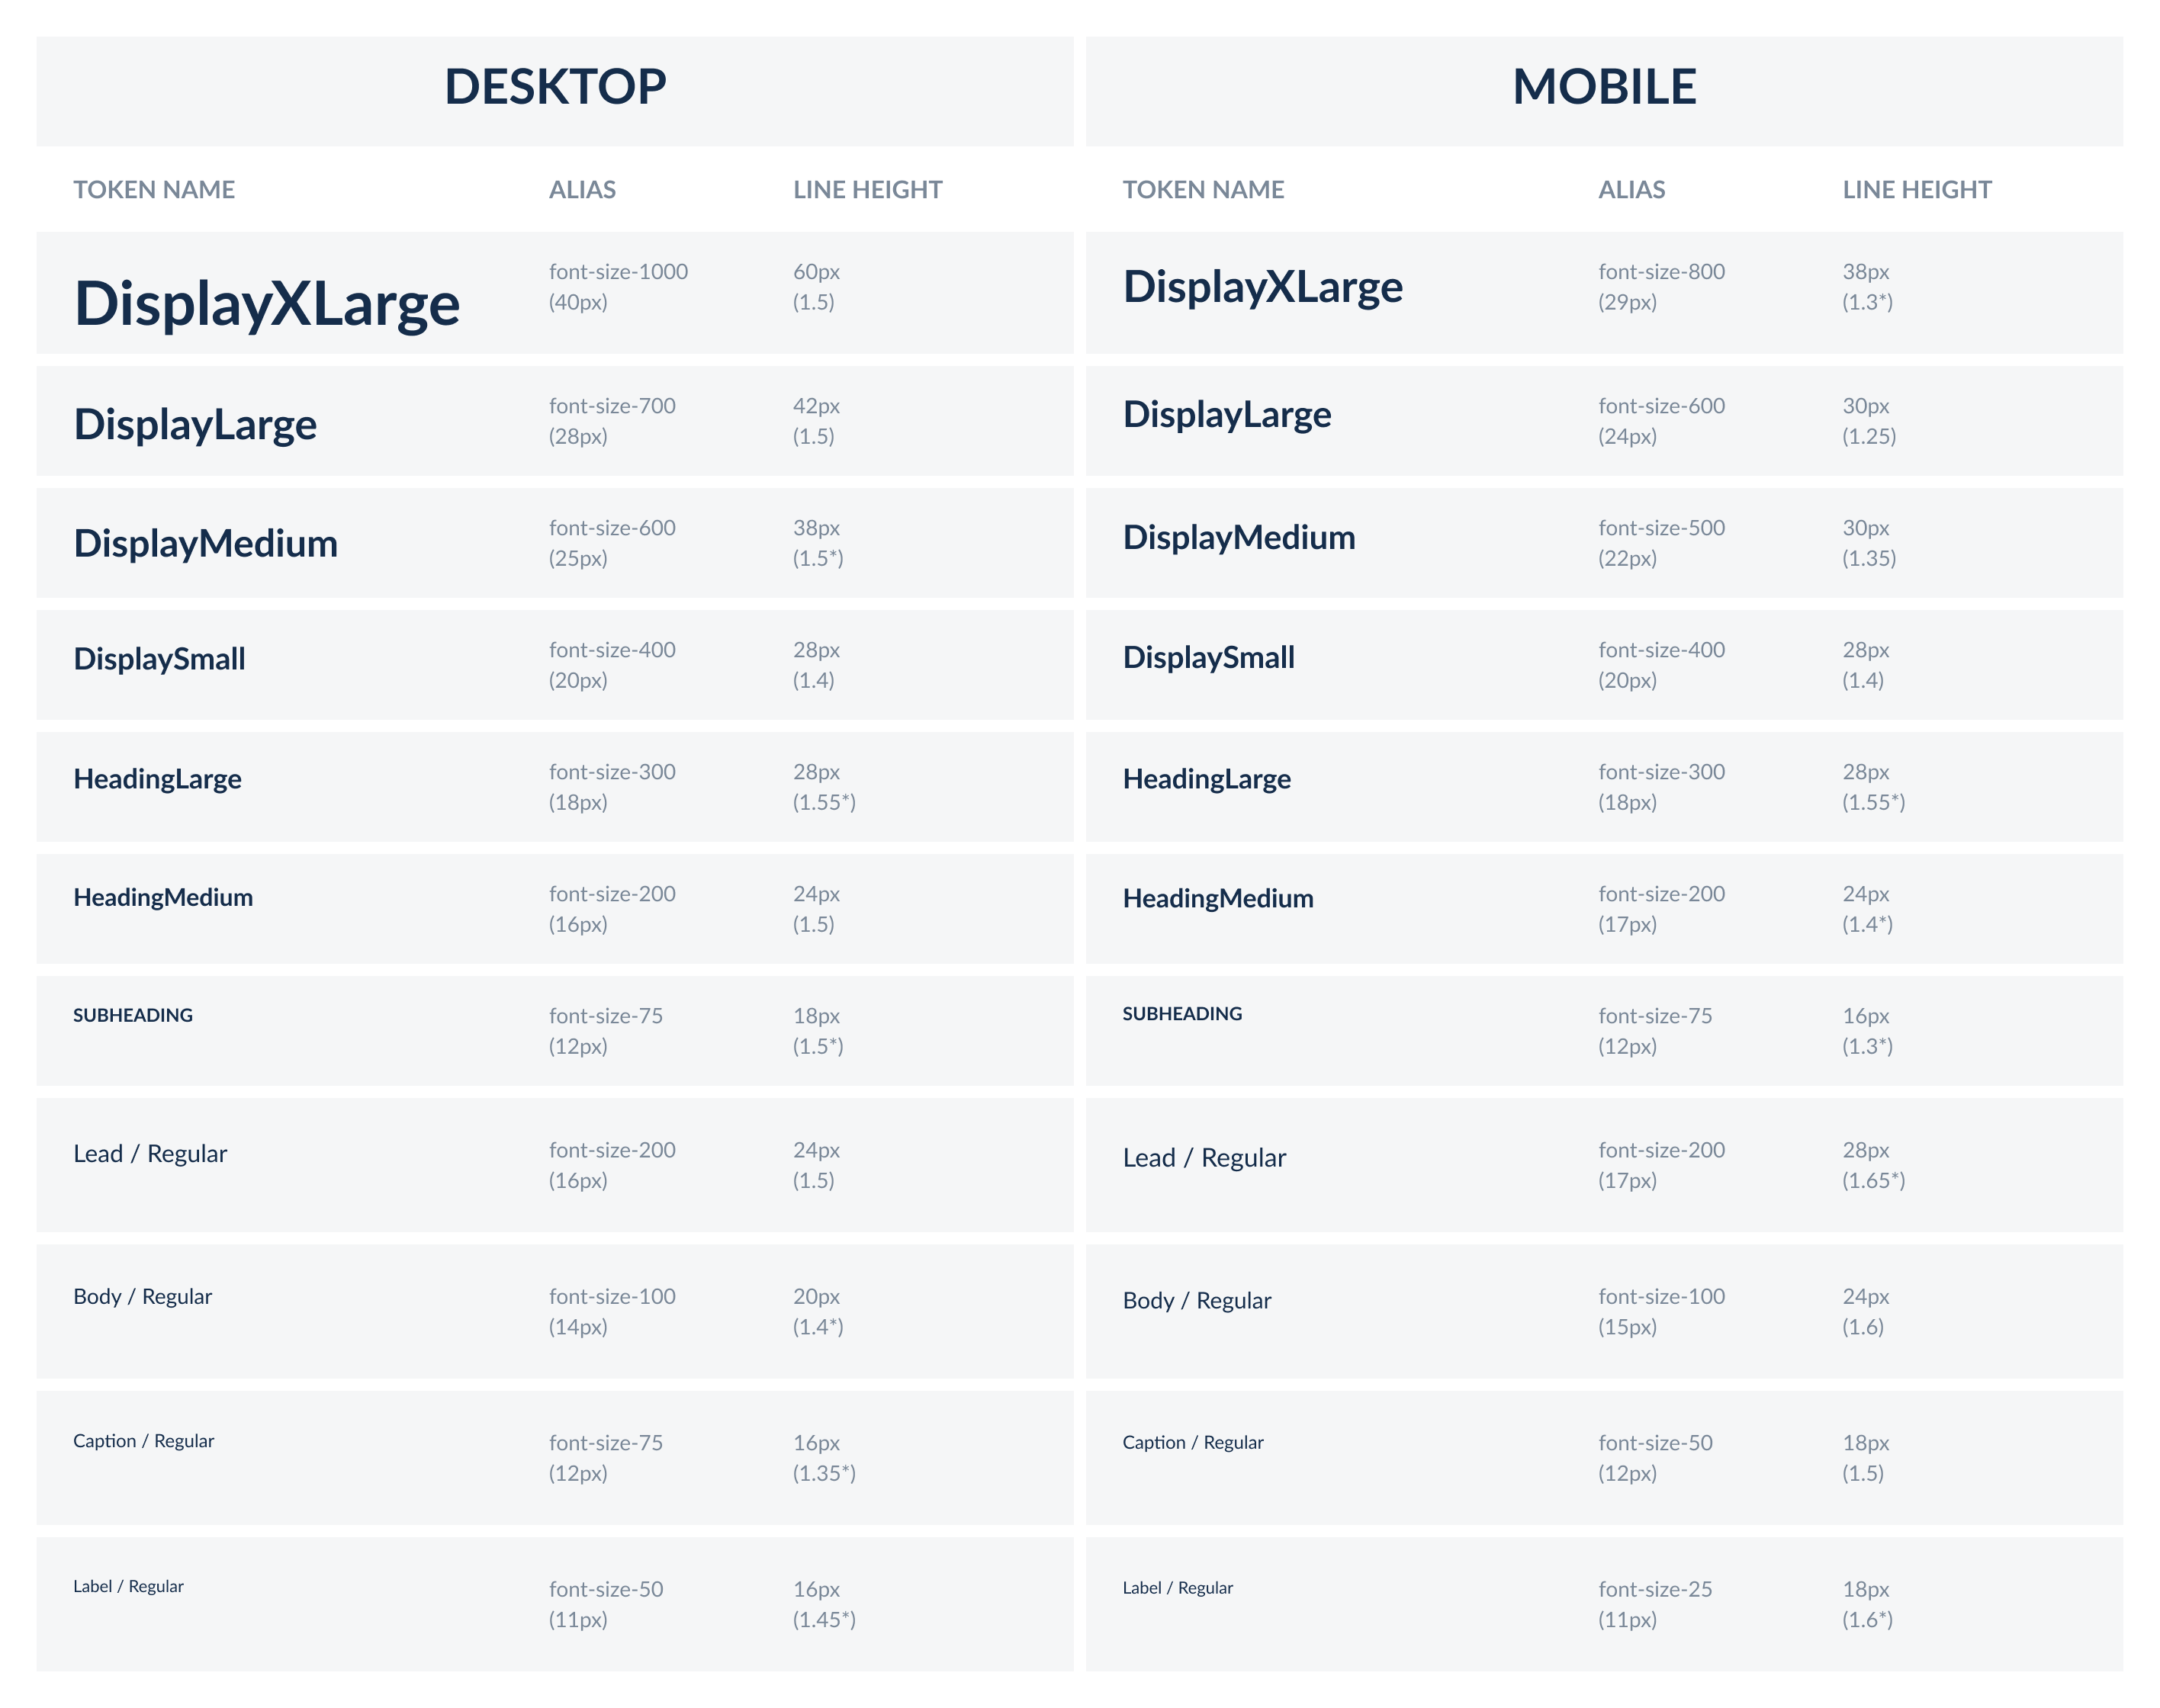 DESKTOP
TOKEN NAME ALIAS LINE HEIGHT
DisplayXLarge font-size-1000 60px
(40px) (1.5)
DisplayLarge font-size-700 42px
(28px) (1.5)
DisplayMedium font-size-600 38px
(25px) (1.5*)
DisplaySmall font-size-400 28px
(20px) (1.4)
HeadingLarge font-size-300 28px
(18px) (1.55*)
HeadingMedium font-size-200 24px
(16px) (1.5)
SUBHEADING font-size-75 18px
(12px) (1.5*)
Lead / Regular font-size-200 24px
(16px) (1.5)
Body / Regular font-size-100 20px
(14px) (1.4*)
Caption / Regular font-size-75 16px
(12px) (1.35*)
Label / Regular font-size-50 16px
(11px) (1.45*)
MOBILE
TOKEN NAME ALIAS LINE HEIGHT
DisplayXLarge font-size-800 38px
(29px) (1.3*)
DisplayLarge font-size-600 30px
(24px) (1.25)
DisplayMedium font-size-500 30px
(22px) (1.35)
DisplaySmall font-size-400 28px
(20px) (1.4)
HeadingLarge font-size-300 28px
(18px) (1.55*)
HeadingMedium font-size-200 24px
(17px) (1.4*)
SUBHEADING font-size-75 16px
(12px) (1.3*)
Lead / Regular font-size-200 28px
(17px) (1.65*)
Body / Regular font-size-100 24px
(15px) (1.6)
Caption / Regular font-size-50 18px
(12px) (1.5)
Label / Regular font-size-25 18px
(11px) (1.6*)